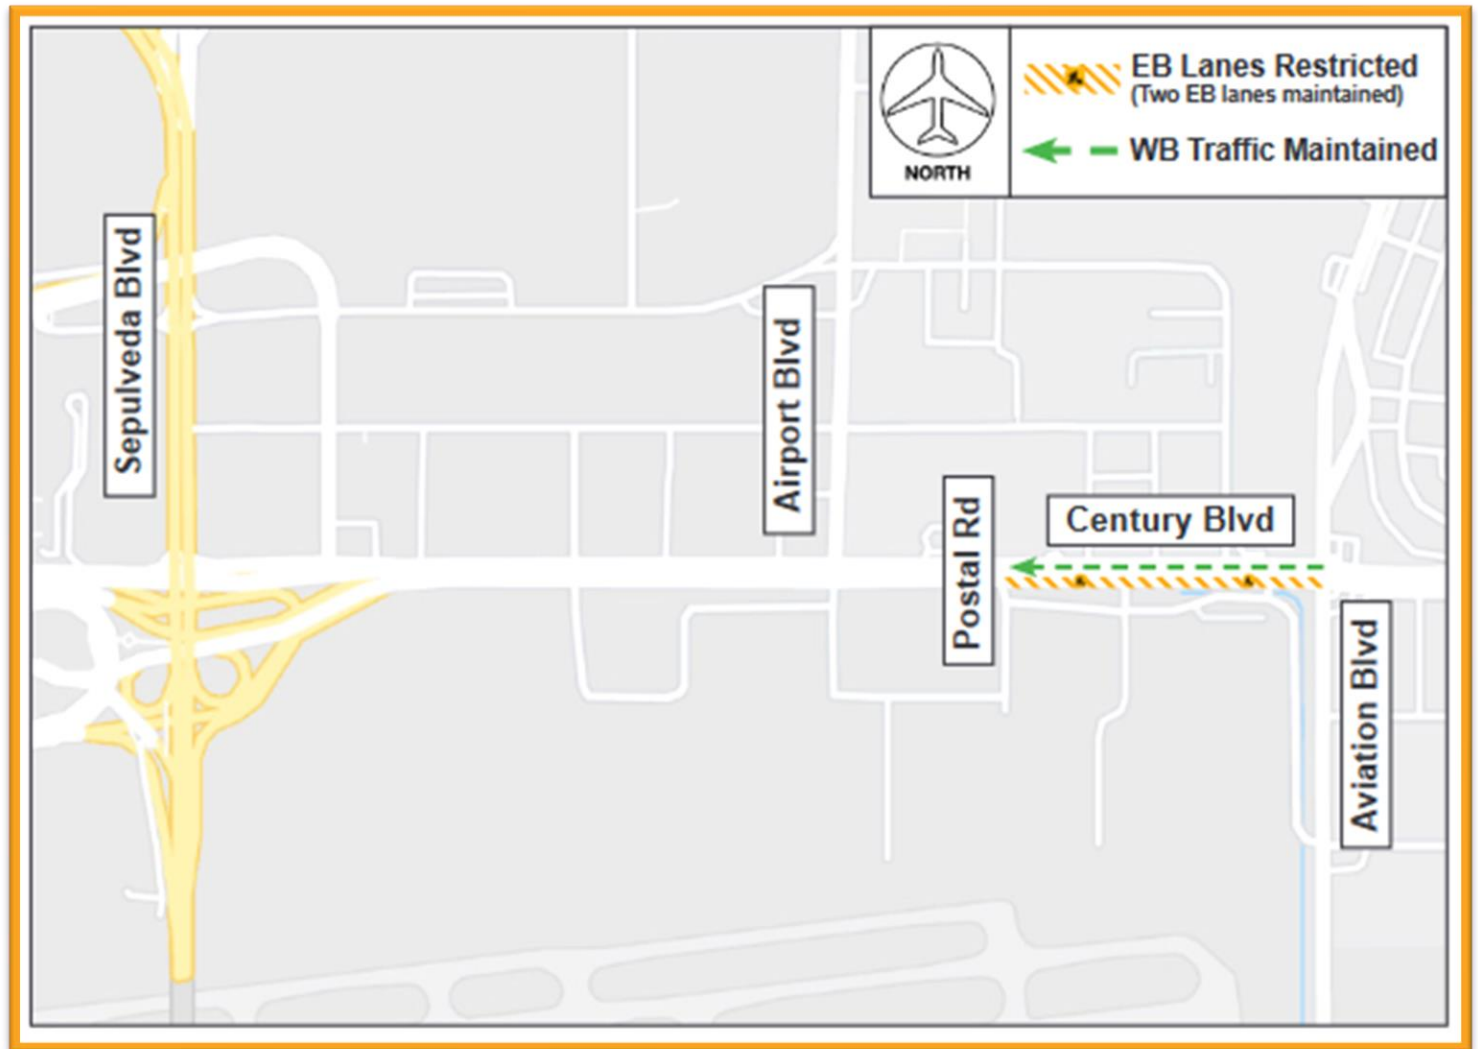 EB Lanes Restricted
(Two EB lanes maintained)
WB Traffic Maintained
NORTH
Sepulveda Blvd
Airport Blvd
Postal Rd
Century Blvd
Aviation Blvd